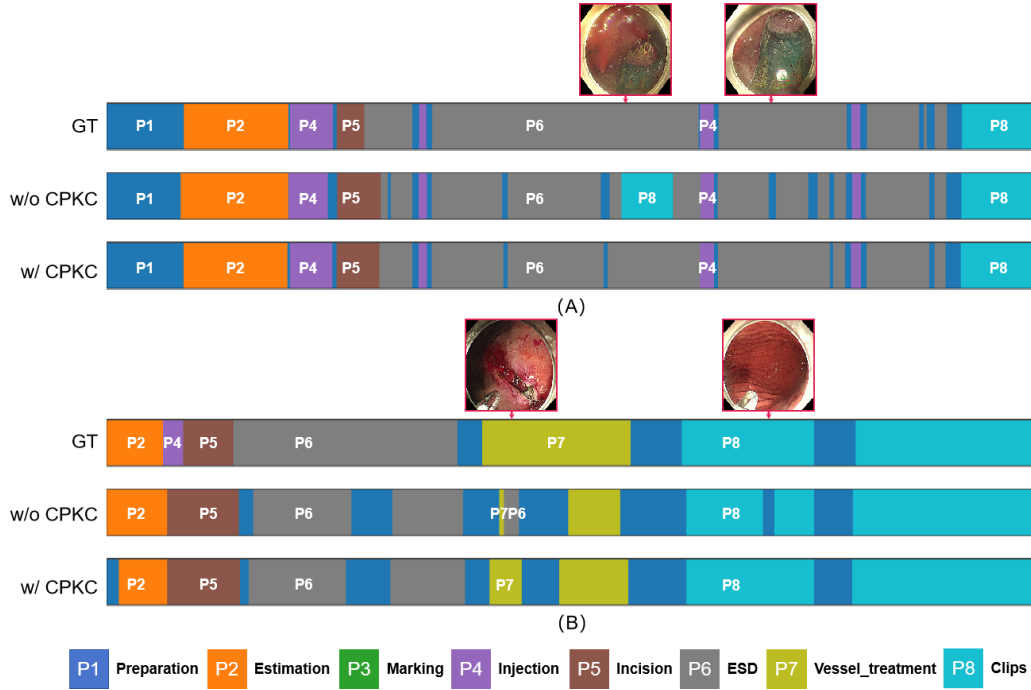 GT P1 P2 P4 P5 P6 P4 P8
w/o CPKC P1 P2 P4 P5 P6 P8 P4 P8
w/ CPKC P1 P2 P4 P5 P6 P4 P8
(A)
GT P2 P4 P5 P6 P7 P8
w/o CPKC P2 P5 P6 P7P6 P8
w/ CPKC P2 P5 P6 P7 P8
(B)
P1 Preparation P2 Estimation P3 Marking P4 Injection P5 Incision P6 ESD P7 Vessel_treatment P8 Clips